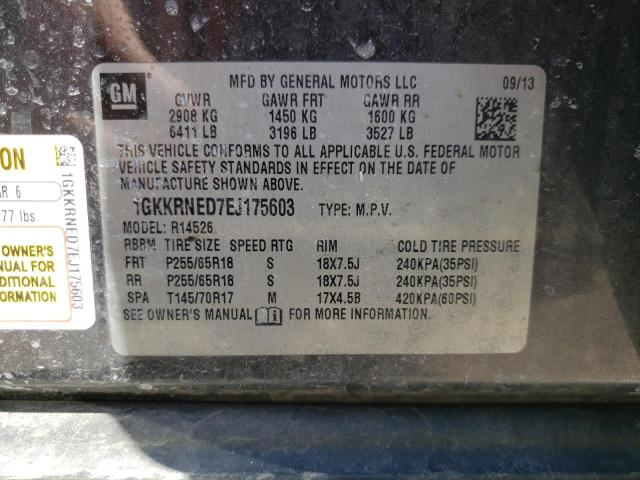 GM
MFD BY GENERAL MOTORS LLC 09/13
GVWR GAWR FRT GAWR RR
2908 KG 1450 KG 1600 KG
6411 LB 3196 LB 3527 LB
THIS VEHICLE CONFORMS TO ALL APPLICABLE U.S. FEDERAL MOTOR
VEHICLE SAFETY STANDARDS IN EFFECT ON THE DATE OF
MANUFACTURE SHOWN ABOVE.
1GKKRNED7EJ175603 TYPE: M.P.V.
MODEL: R14526
RBBM TIRE SIZE SPEED RTG RIM COLD TIRE PRESSURE
FRT P255/65R18 S 18X7.5J 240KPA(35PSI)
RR P255/65R18 S 18X7.5J 240KPA(35PSI)
SPA T145/70R17 M 17X4.5B 420KPA(60PSI)
SEE OWNER'S MANUAL FOR MORE INFORMATION.
ON
AR 6
77 lbs.
OWNER'S
NUAL FOR
DITIONAL
ORMATION
1GKKRNED7EJ175603